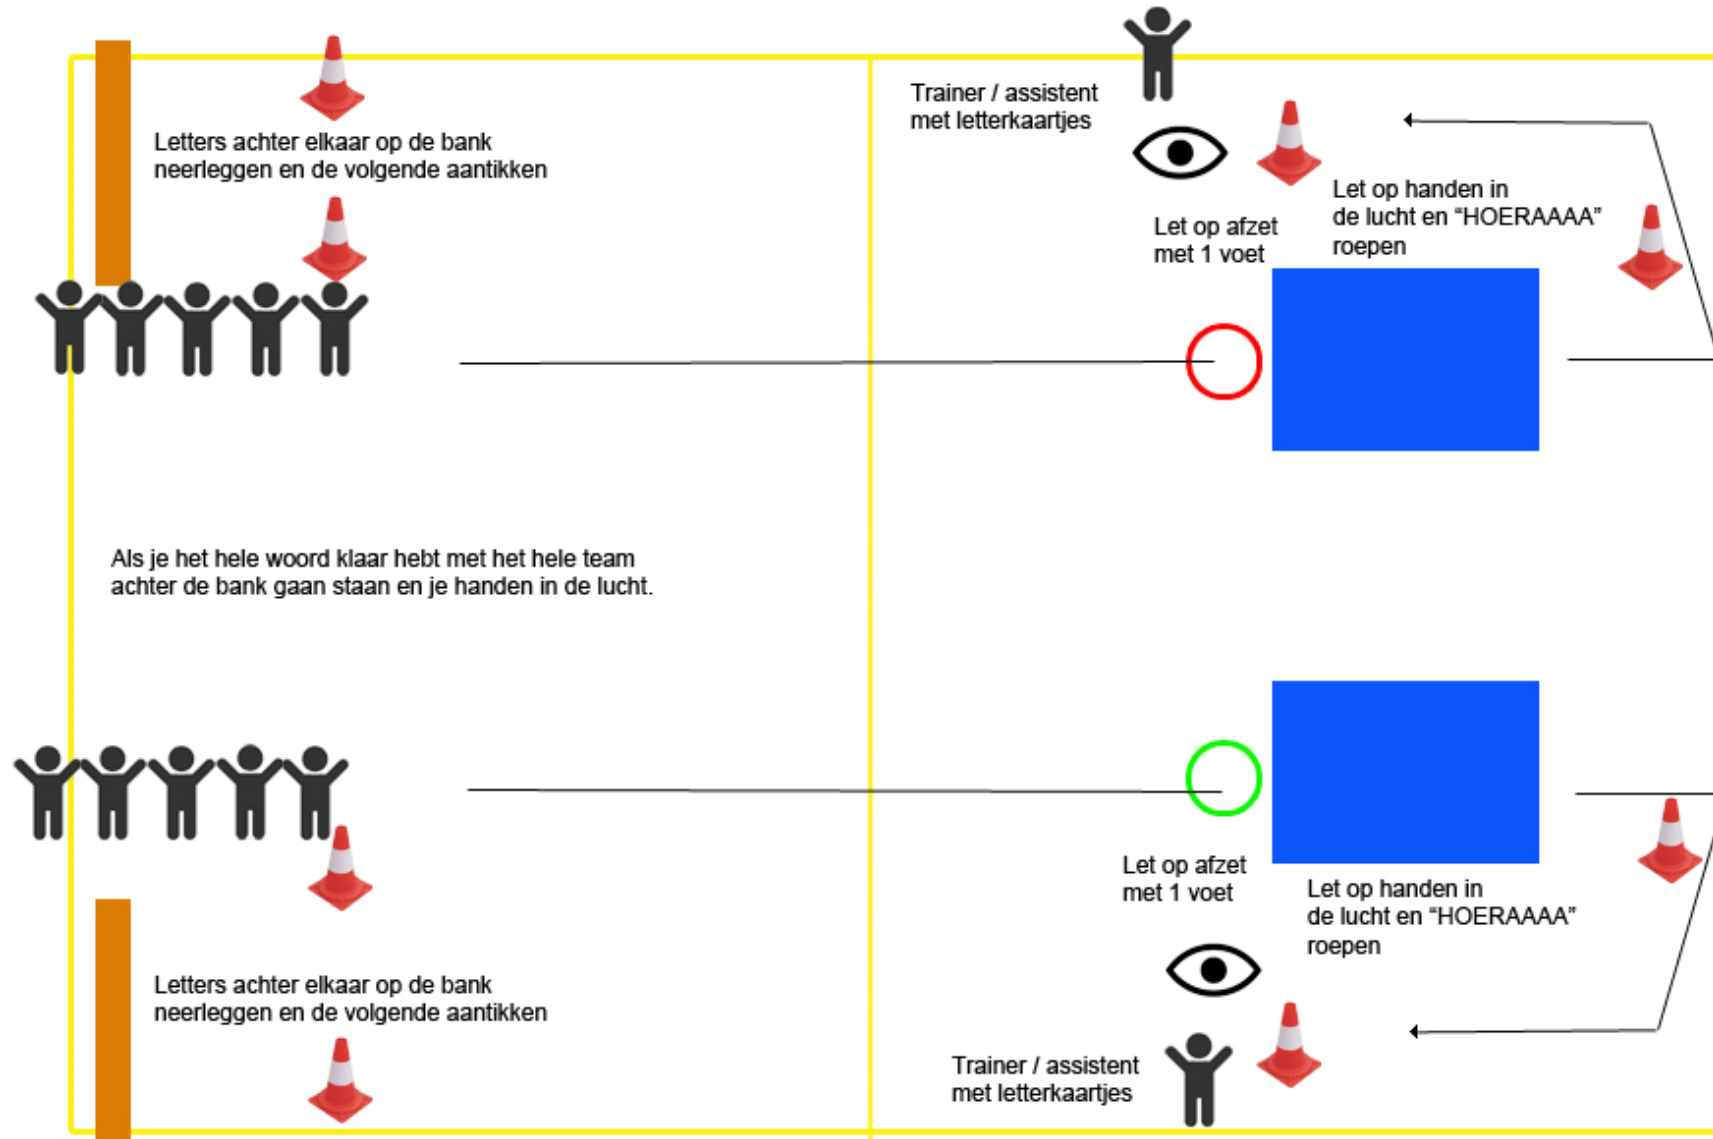 Trainer / assistent
met letterkaartjes
Letters achter elkaar op de bank
neerleggen en de volgende aantikken
Let op handen in
de lucht en “HOERAAAA”
roepen
Let op afzet
met 1 voet
Als je het hele woord klaar hebt met het hele team
achter de bank gaan staan en je handen in de lucht.
Let op afzet
met 1 voet
Let op handen in
de lucht en “HOERAAAA”
roepen
Letters achter elkaar op de bank
neerleggen en de volgende aantikken
Trainer / assistent
met letterkaartjes